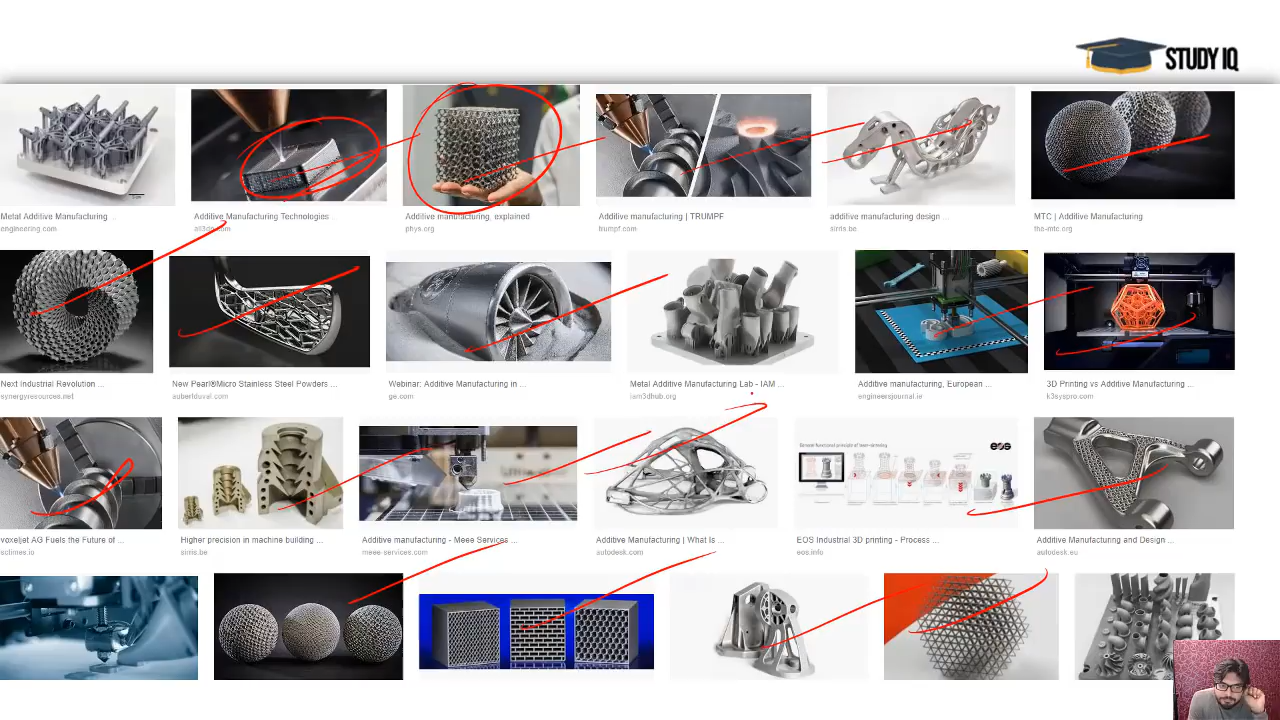 STUDY IQ
Metal Additive Manufacturing ...
engineering.com
Additive Manufacturing Technologies ...
all3dp.com
Additive manufacturing, explained
phys.org
Additive manufacturing | TRUMPF
trumpf.com
additive manufacturing design ...
sirris.be
MTC | Additive Manufacturing
the-mtc.org
Next Industrial Revolution ...
synergyresources.net
New Pearl®Micro Stainless Steel Powders ...
aubertduval.com
Webinar: Additive Manufacturing in ...
ge.com
Metal Additive Manufacturing Lab - IAM ...
iam3dhub.org
Additive manufacturing, European ...
engineersjournal.ie
3D Printing vs Additive Manufacturing ...
k3syspro.com
voxeljet AG Fuels the Future of ...
Higher precision in machine building ...
sirris.be
Additive manufacturing - Meee Services ...
meee-services.com
Additive Manufacturing | What Is ...
autodesk.com
eos
EOS Industrial 3D printing - Process ...
eos.info
Additive Manufacturing and Design ...
autodesk.eu